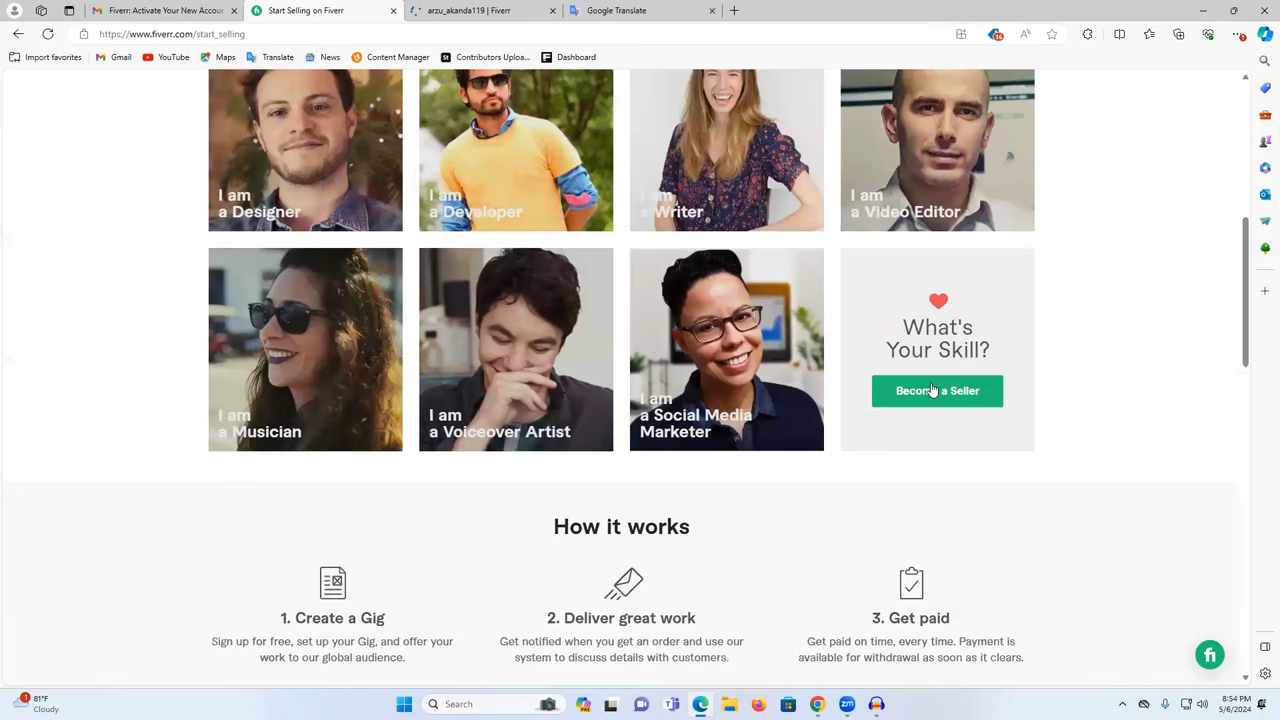 Fiverr: Activate Your New Accou
Start Selling on Fiverr
arzu_akanda119 | Fiverr
Google Translate
https://www.fiverr.com/start_selling
Import favorites
Gmail
YouTube
Maps
Translate
News
Content Manager
Contributors Uploa...
Dashboard
I am
a Designer
I am
a Developer
I am
a Writer
I am
a Video Editor
I am
a Musician
I am
a Voiceover Artist
I am
a Social Media
Marketer
What's
Your Skill?
Become a Seller
How it works
1. Create a Gig
Sign up for free, set up your Gig, and offer your
work to our global audience.
2. Deliver great work
Get notified when you get an order and use our
system to discuss details with customers.
3. Get paid
Get paid on time, every time. Payment is
available for withdrawal as soon as it clears.
fi
1
81°F
Cloudy
Search
zm
8:54 PM
5/6/2024